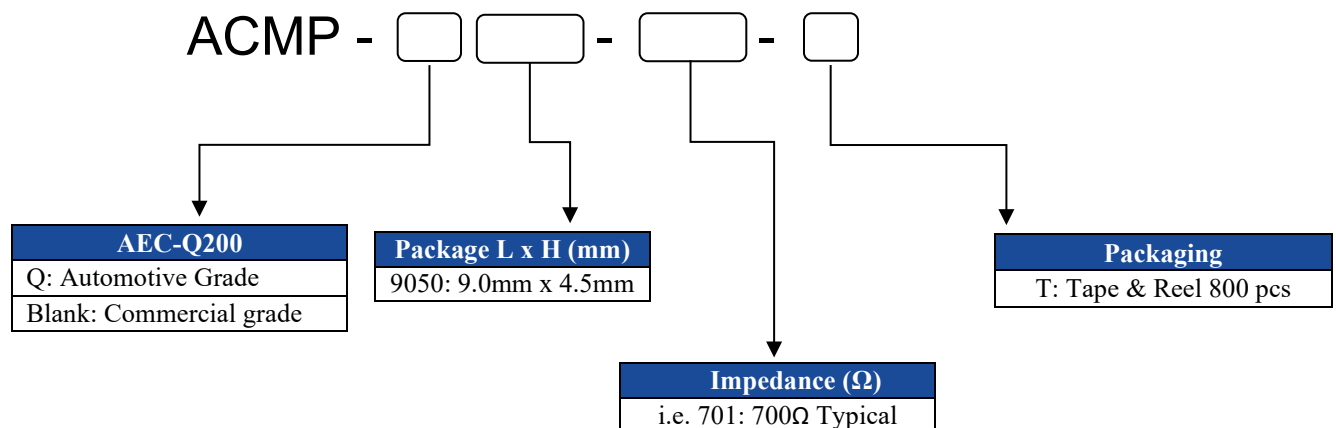 ACMP - - -
AEC-Q200
Q: Automotive Grade
Blank: Commercial grade
Package L x H (mm)
9050: 9.0mm x 4.5mm
Impedance (Ω)
i.e. 701: 700Ω Typical
Packaging
T: Tape & Reel 800 pcs